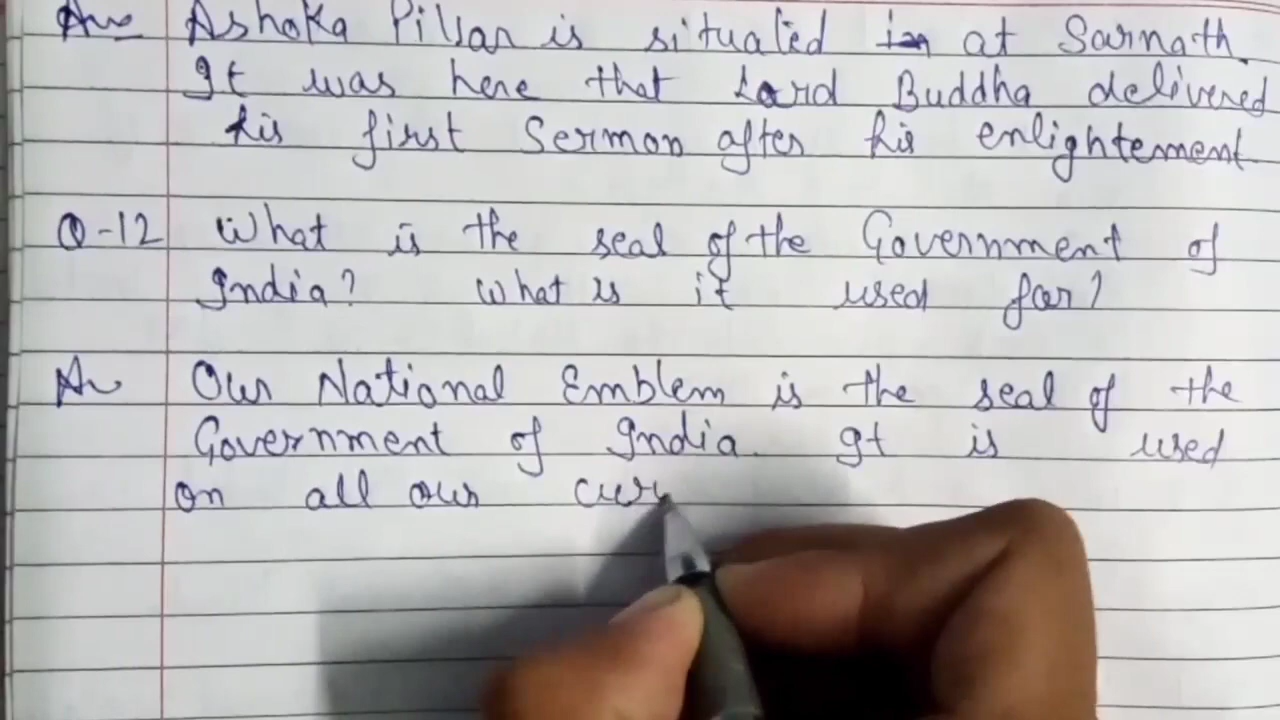 Ans Ashoka Pillar is situated in at Sarnath.
It was here that Lord Buddha delivered
his first Sermon after his enlightement
Q-12 What is the seal of the Government of
India? What is it used for?
An Our National Emblem is the seal of the
Government of India. It is used
on all our curr